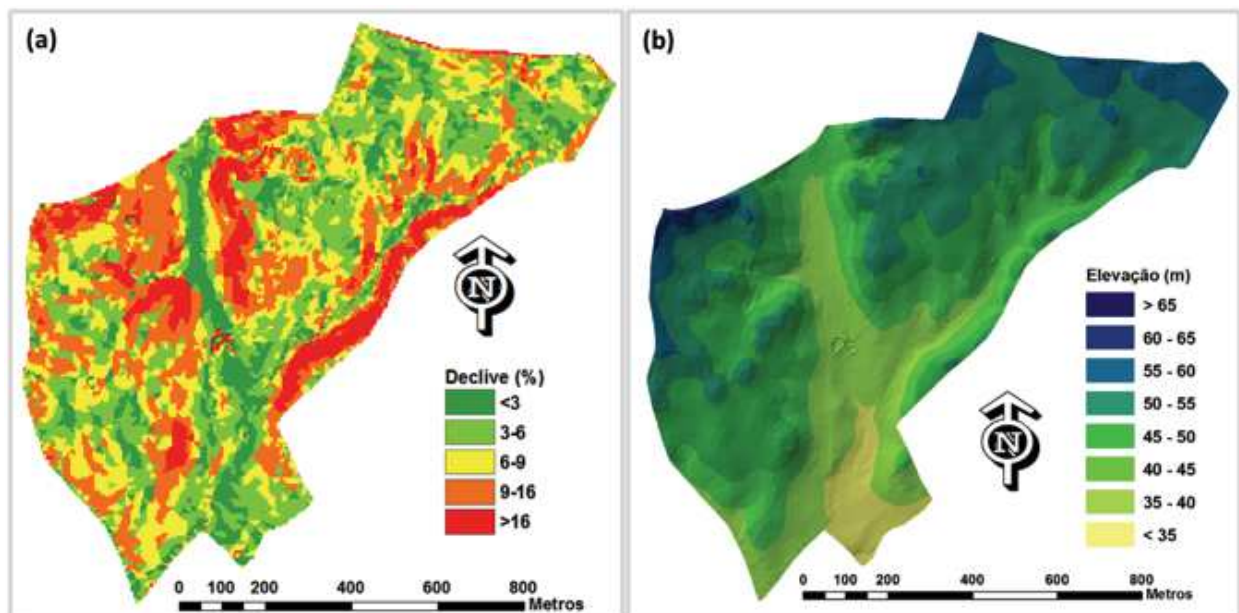 (a)
N
Declive (%)
<3
3-6
6-9
9-16
>16
0 100 200 400 600 800
Metros
(b)
Elevação (m)
> 65
60 - 65
55 - 60
50 - 55
45 - 50
40 - 45
35 - 40
< 35
N
0 100 200 400 600 800
Metros